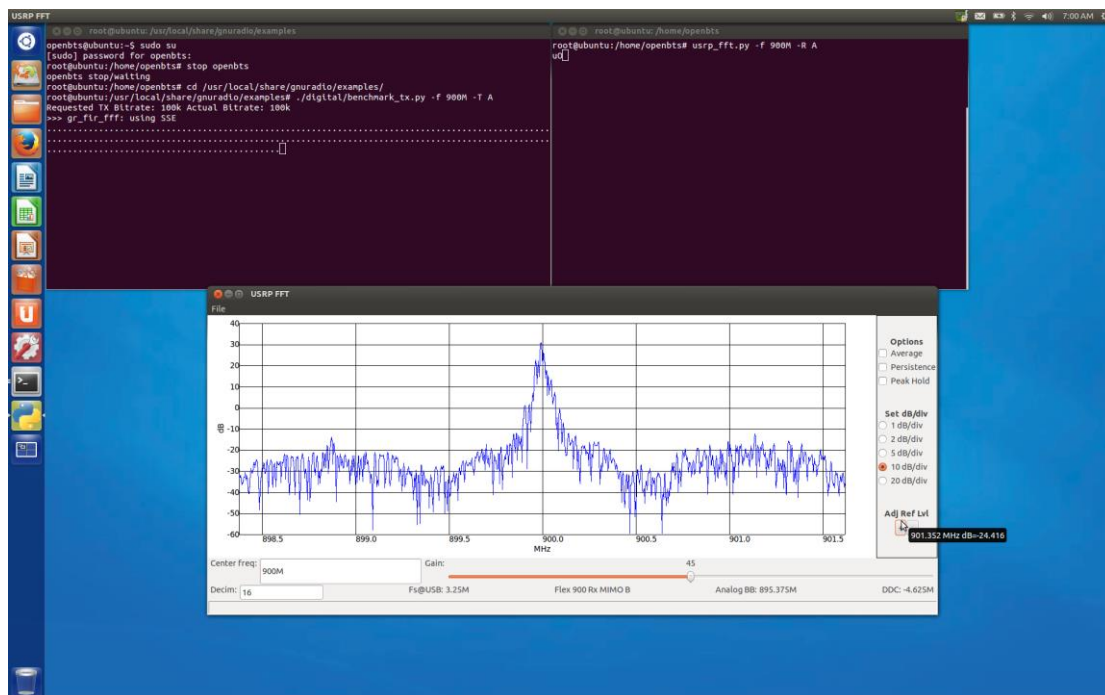 USRP FFT
7:00 AM
root@ubuntu: /usr/local/share/gnuradio/examples
openbts@ubuntu:~$ sudo su
[sudo] password for openbts:
root@ubuntu:/home/openbts# stop openbts
openbts stop/waiting
root@ubuntu:/home/openbts# cd /usr/local/share/gnuradio/examples/
root@ubuntu:/usr/local/share/gnuradio/examples# ./digital/benchmark_tx.py -f 900M -T A
Requested TX Bitrate: 100k Actual Bitrate: 100k
>>> gr_fir_fff: using SSE
root@ubuntu: /home/openbts
root@ubuntu:/home/openbts# usrp_fft.py -f 900M -R A
uO
USRP FFT
File
40
30
20
10
0
-10
-20
-30
-40
-50
-60
dB
898.5 899.0 899.5 900.0 900.5 901.0 901.5
MHz
Options
Average
Persistence
Peak Hold
Set dB/div
1 dB/div
2 dB/div
5 dB/div
10 dB/div
20 dB/div
Adj Ref Lvl
901.352 MHz dB=-24.416
Center freq: 900M Gain: 45
Decim: 16 Fs@USB: 3.25M Flex 900 Rx MIMO B Analog BB: 895.375M DDC: -4.625M